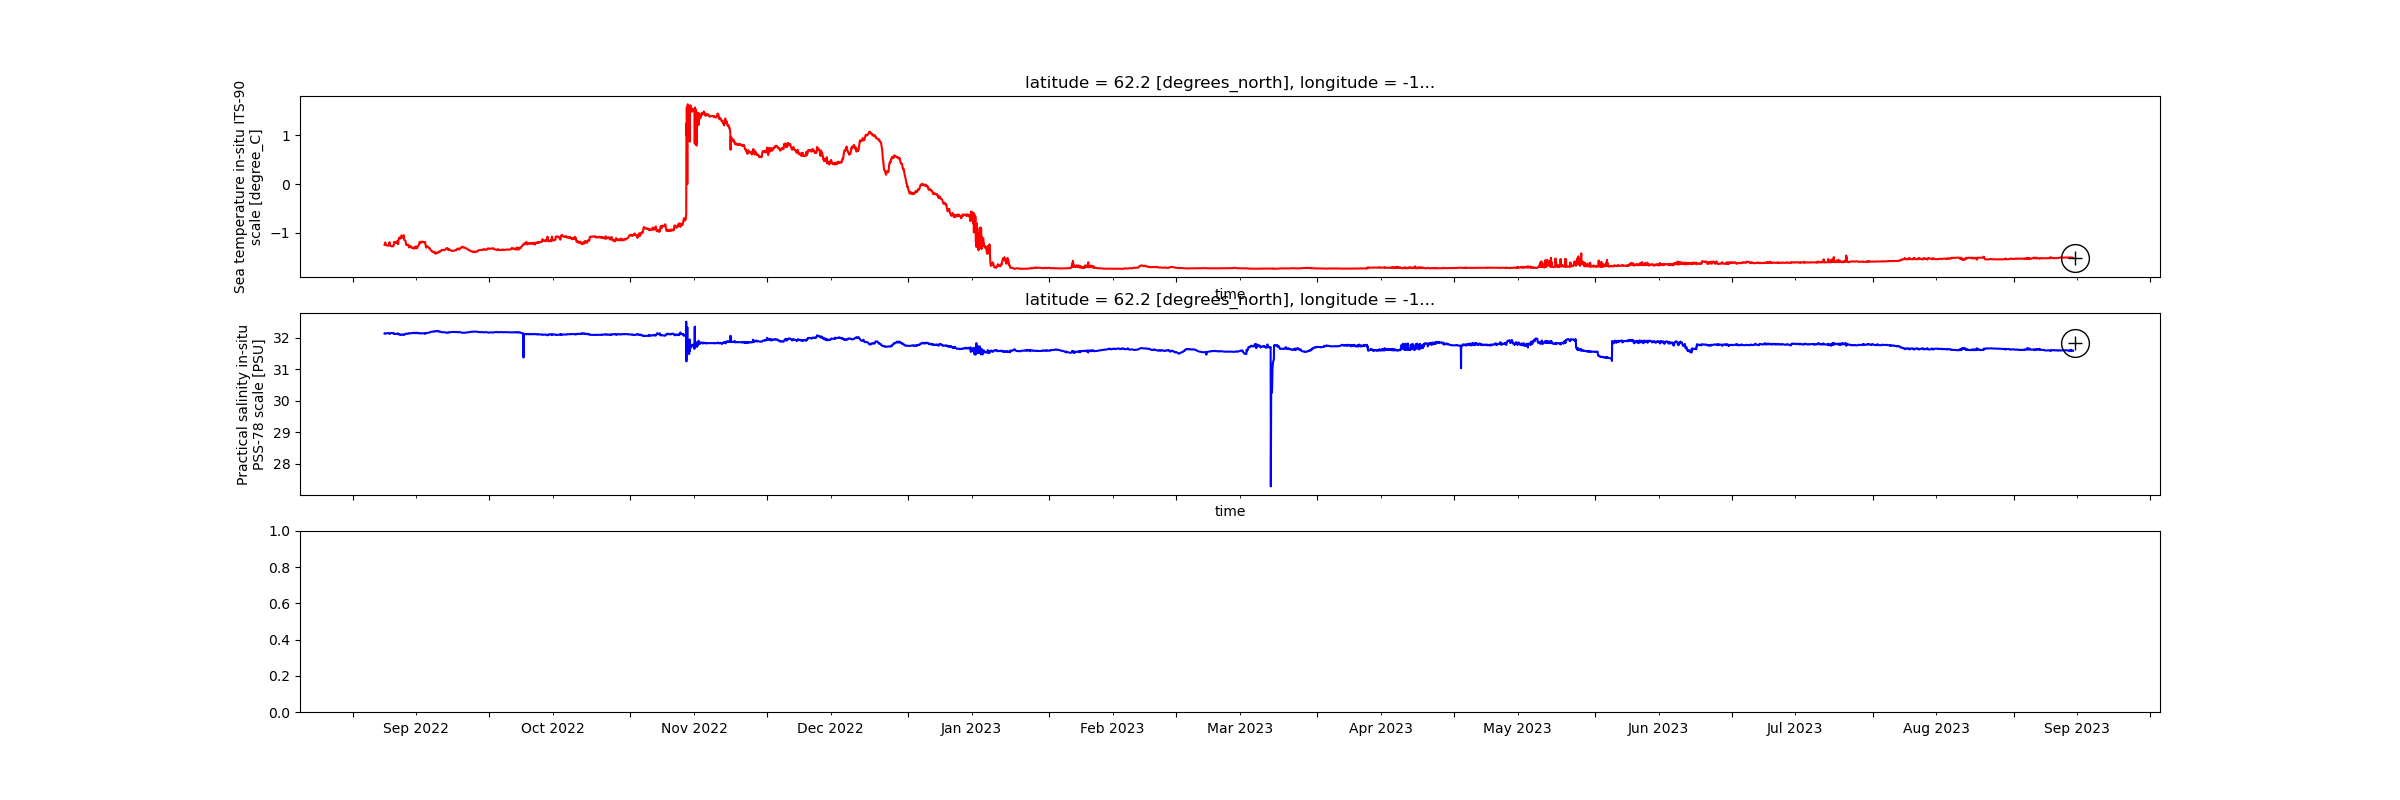 latitude = 62.2 [degrees_north], longitude = -1...
Sea temperature in-situ ITS-90
scale [degree_C]
1
0
−1
time
latitude = 62.2 [degrees_north], longitude = -1...
Practical salinity in-situ
PSS-78 scale [PSU]
32
31
30
29
28
time
1.0
0.8
0.6
0.4
0.2
0.0
Sep 2022 Oct 2022 Nov 2022 Dec 2022 Jan 2023 Feb 2023 Mar 2023 Apr 2023 May 2023 Jun 2023 Jul 2023 Aug 2023 Sep 2023